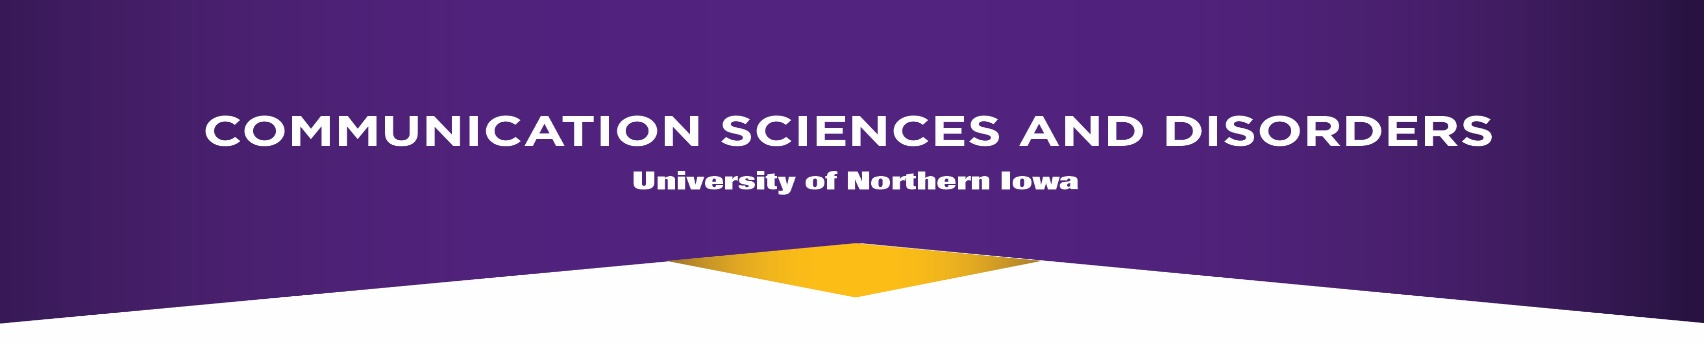 COMMUNICATION SCIENCES AND DISORDERS
University of Northern Iowa